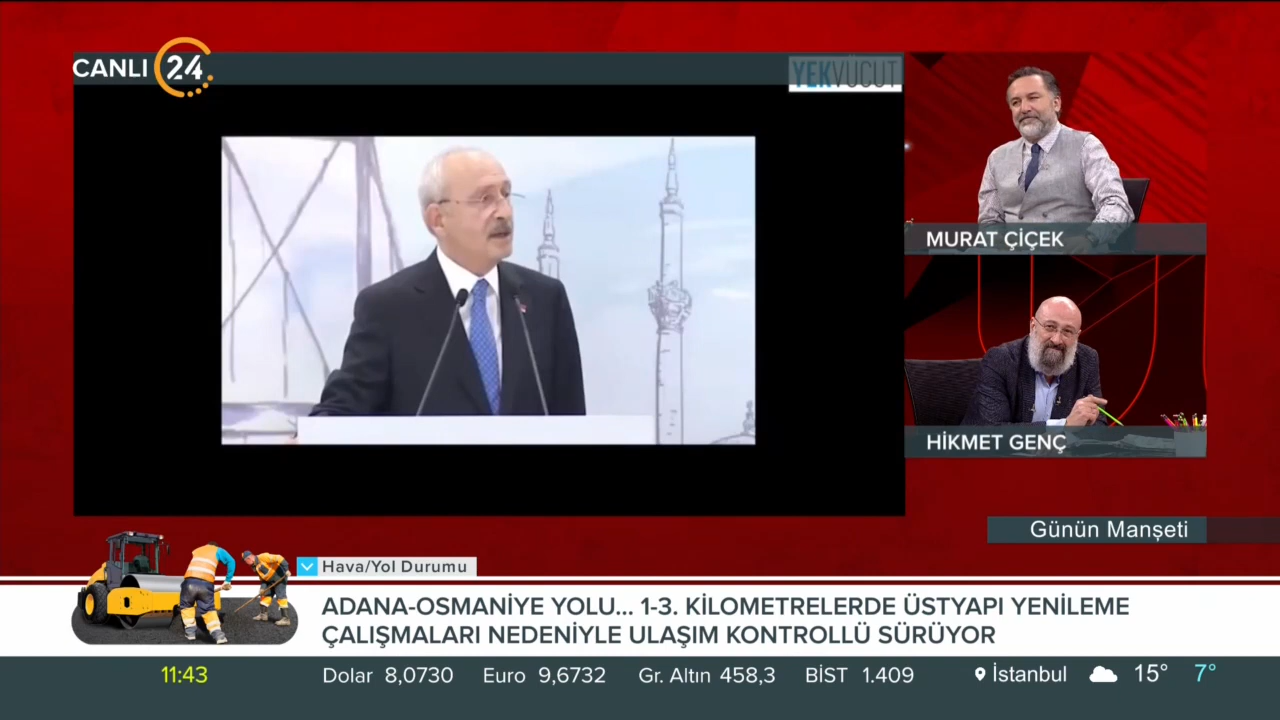 CANLI 24
YEKVÜCUT
MURAT ÇİÇEK
HİKMET GENÇ
Günün Manşeti
Hava/Yol Durumu
ADANA-OSMANİYE YOLU... 1-3. KİLOMETRELERDE ÜSTYAPI YENİLEME
ÇALIŞMALARI NEDENİYLE ULAŞIM KONTROLLÜ SÜRÜYOR
11:43 Dolar 8,0730 Euro 9,6732 Gr. Altın 458,3 BİST 1.409 İstanbul 15° 7°